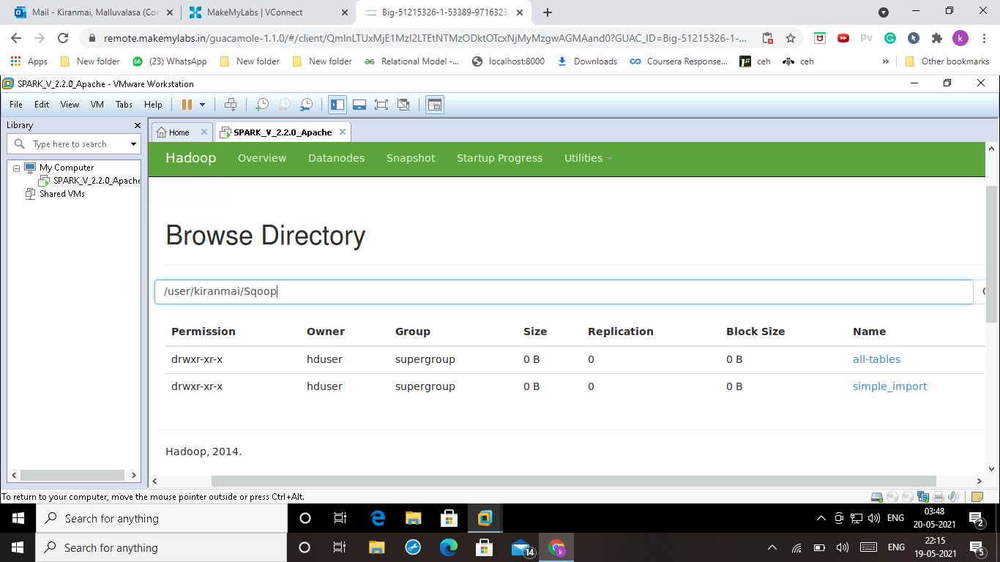 Mail - Kiranmai, Malluvalasa (Con
MakeMyLabs | VConnect
Big-51215326-1-53389-9716323
remote.makemylabs.in/guacamole-1.1.0/#/client/QmlnLTUxMjE1MzI2LTEtNTMzODktOTcxNjMyMzgwAGMAand0?GUAC_ID=Big-51215326-1-...
Apps New folder (23) WhatsApp New folder New folder Relational Model -... localhost:8000 Downloads Coursera Response... ceh ceh » Other bookmarks
SPARK_V_2.2.0_Apache - VMware Workstation
File Edit View VM Tabs Help
Library
Home SPARK_V_2.2.0_Apache
Type here to search
My Computer
SPARK_V_2.2.0_Apache
Shared VMs
Hadoop Overview Datanodes Snapshot Startup Progress Utilities
Browse Directory
/user/kiranmai/Sqoop
Permission Owner Group Size Replication Block Size Name
drwxr-xr-x hduser supergroup 0 B 0 0 B all-tables
drwxr-xr-x hduser supergroup 0 B 0 0 B simple_import
Hadoop, 2014.
To return to your computer, move the mouse pointer outside or press Ctrl+Alt.
Search for anything
ENG 03:48
20-05-2021 2
Search for anything
14
ENG 22:15
19-05-2021 5